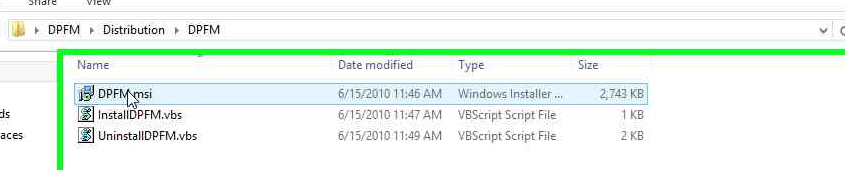 Share View
DPFM Distribution DPFM
Name Date modified Type Size
DPFM.msi 6/15/2010 11:46 AM Windows Installer ... 2,743 KB
ds InstallDPFM.vbs 6/15/2010 11:47 AM VBScript Script File 1 KB
aces UninstallDPFM.vbs 6/15/2010 11:49 AM VBScript Script File 2 KB